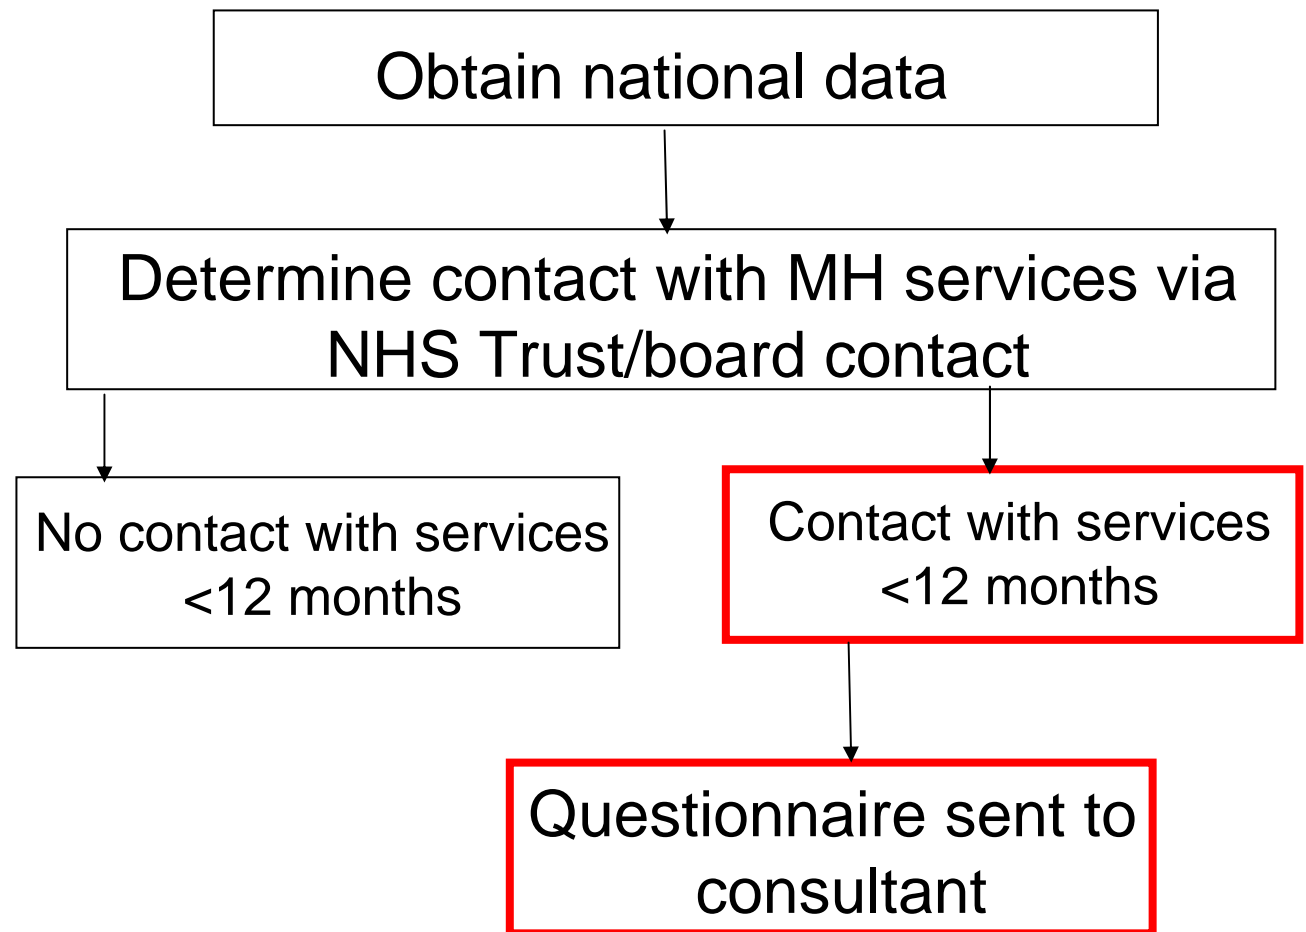 Obtain national data
Determine contact with MH services via
NHS Trust/board contact
No contact with services
<12 months
Contact with services
<12 months
Questionnaire sent to
consultant